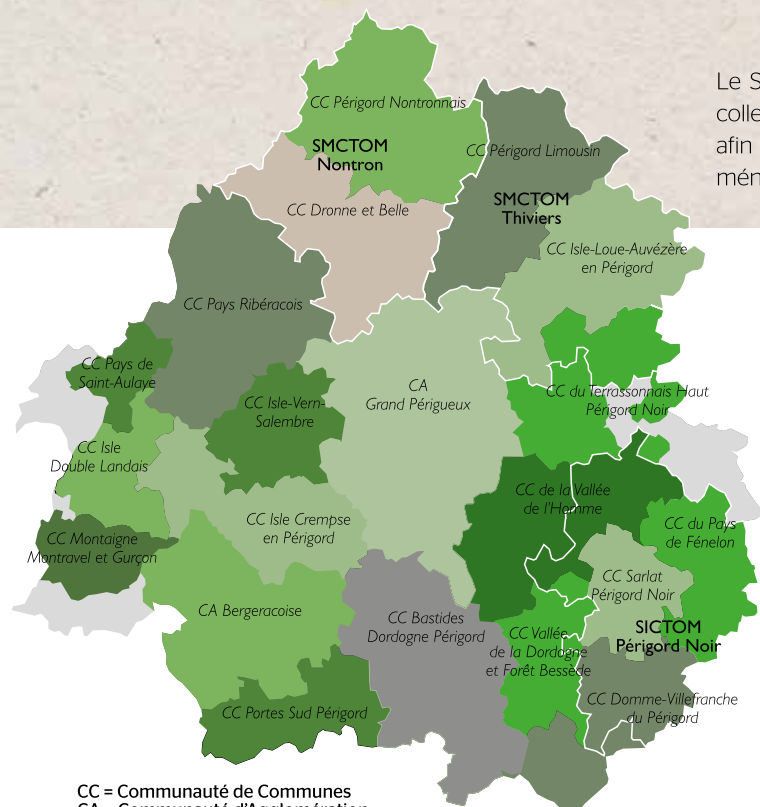 Le S
colle
afin
mén
CC Périgord Nontronnais
SMCTOM
Nontron
CC Périgord Limousin
SMCTOM
Thiviers
CC Dronne et Belle
CC Isle-Loue-Auvézère
en Périgord
CC Pays Ribéracois
CC Pays de
Saint-Aulaye
CA
Grand Périgueux
CC du Terrassonnais Haut
Périgord Noir
CC Isle-Vern-
Salembre
CC Isle
Double Landais
CC de la Vallée
de l'Homme
CC Isle Crempse
en Périgord
CC du Pays
de Fénelon
CC Montaigne
Montravel et Gurçon
CC Sarlat
Périgord Noir
CA Bergeracoise
CC Bastides
Dordogne Périgord
CC Vallée
de la Dordogne
et Forêt Bessède
SICTOM
Périgord Noir
CC Portes Sud Périgord
CC Domme-Villefranche
du Périgord
CC = Communauté de Communes
CA = Communauté d'Agglomération